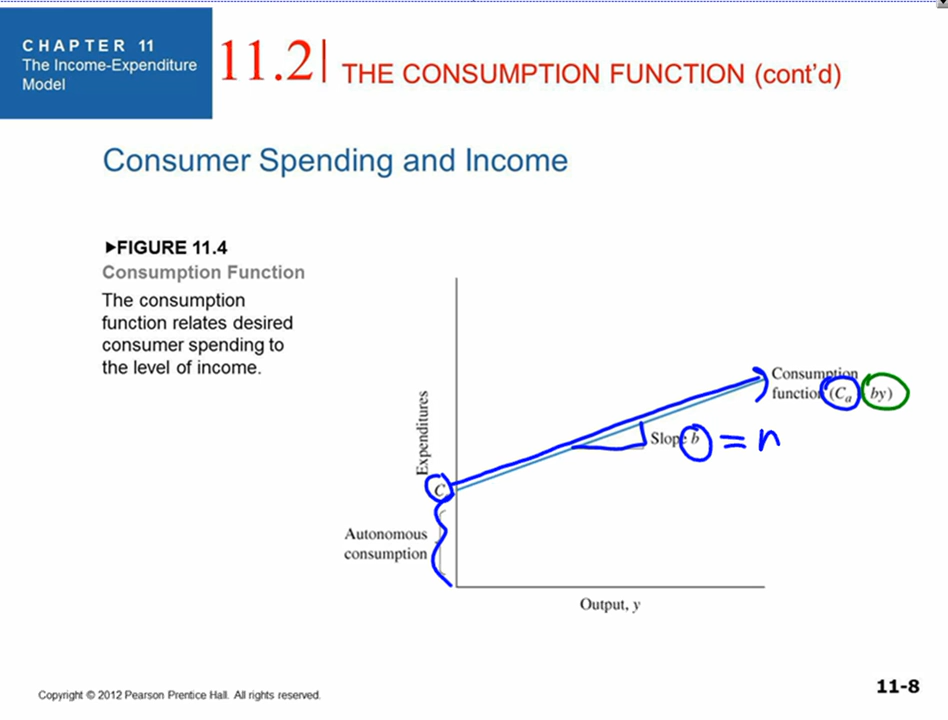 CHAPTER 11
The Income-Expenditure
Model
11.2| THE CONSUMPTION FUNCTION (cont’d)
Consumer Spending and Income
►FIGURE 11.4
Consumption Function
The consumption
function relates desired
consumer spending to
the level of income.
Expenditures
Consumption
function (Ca by)
Slope b = n
C
Autonomous
consumption
Output, y
Copyright © 2012 Pearson Prentice Hall. All rights reserved.
11-8